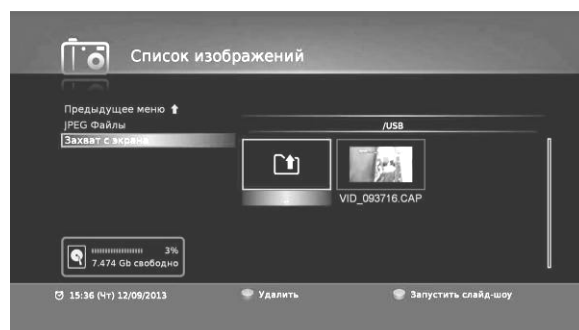 Список изображений
Предыдущее меню
JPEG Файлы
Захват с экрана
/USB
VID_093716.CAP
3%
7.474 Gb свободно
15:36 (Чт) 12/09/2013
Удалить
Запустить слайд-шоу